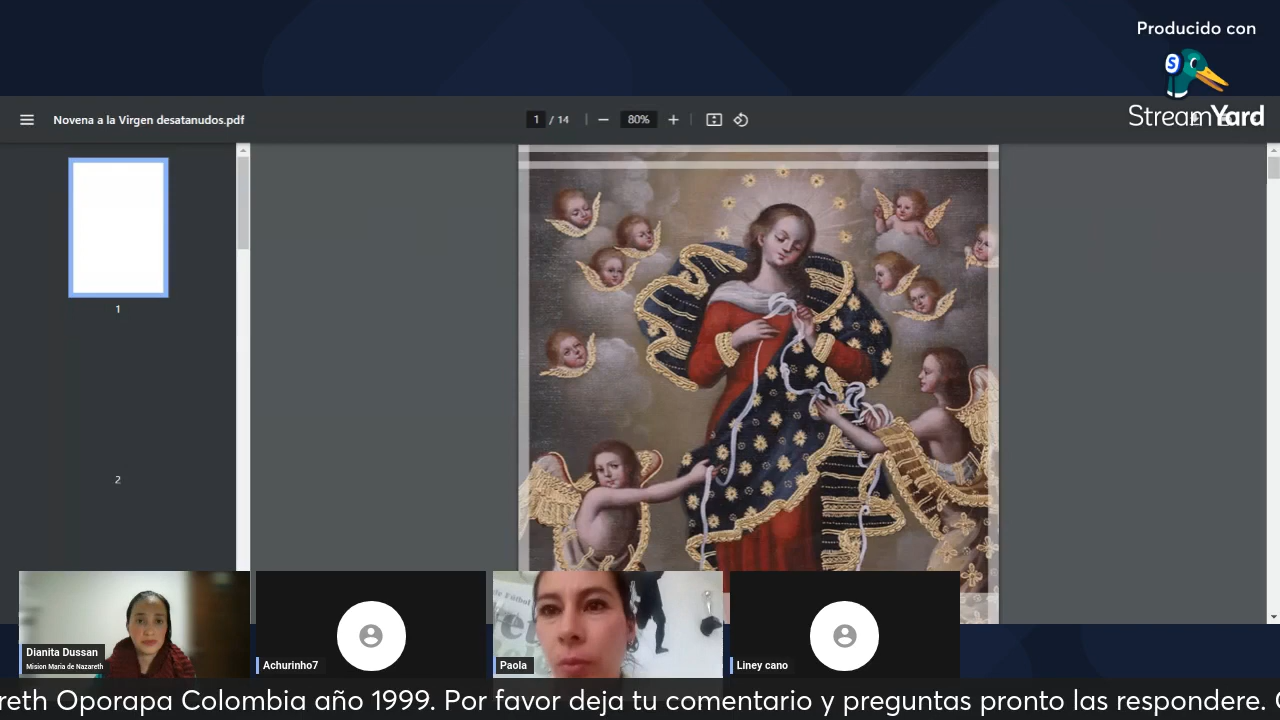 Producido con
StreamYard
Novena a la Virgen desatanudos.pdf
1 / 14
80%
1
2
Dianita Dussan
Mision Maria de Nazareth
Achurinho7
Paola
Liney cano
reth Oporapa Colombia año 1999. Por favor deja tu comentario y preguntas pronto las respondere.